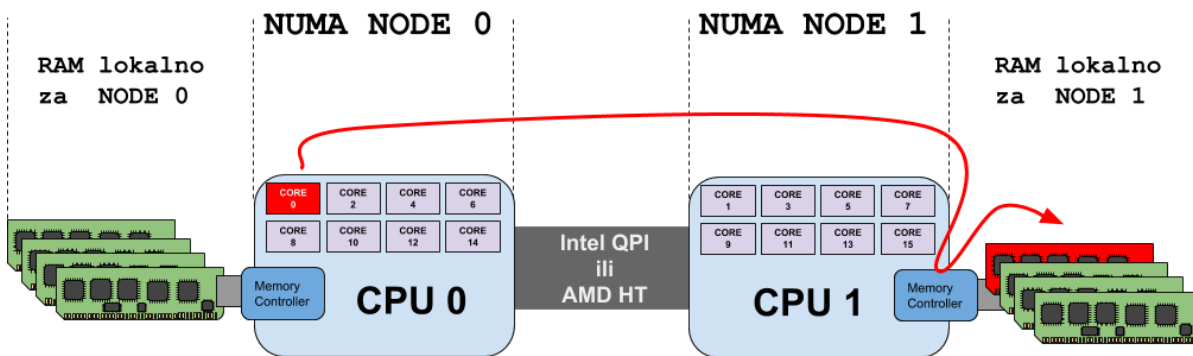 NUMA NODE 0
NUMA NODE 1
RAM lokalno
za NODE 0
RAM lokalno
za NODE 1
CORE
0
CORE
2
CORE
4
CORE
6
CORE
8
CORE
10
CORE
12
CORE
14
CORE
1
CORE
3
CORE
5
CORE
7
CORE
9
CORE
11
CORE
13
CORE
15
Intel QPI
ili
AMD HT
Memory
Controller
CPU 0
CPU 1
Memory
Controller